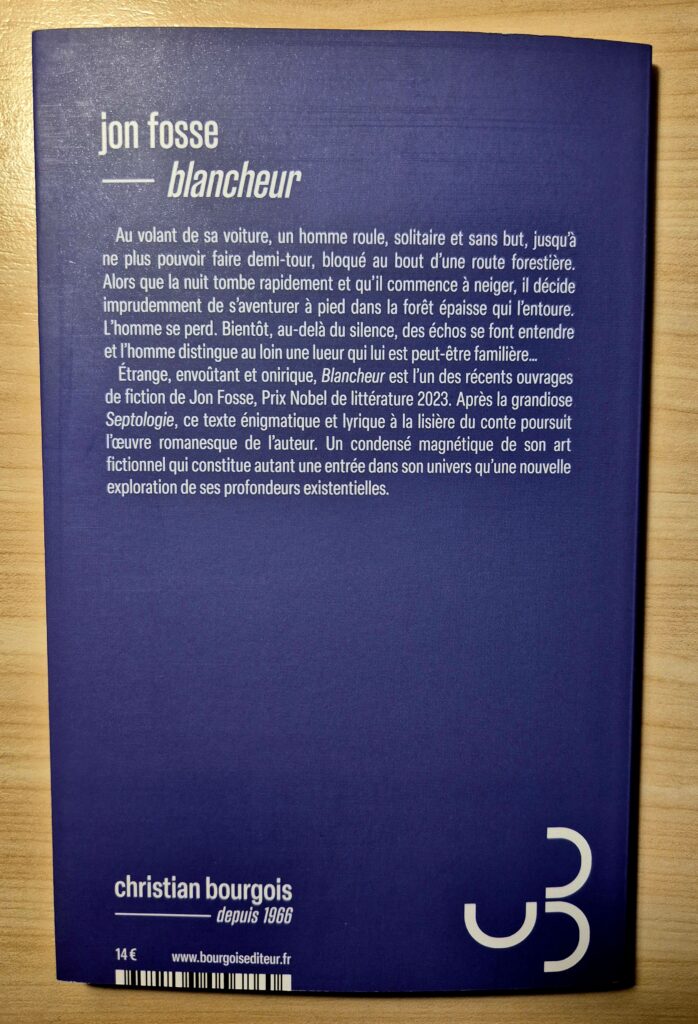 jon fosse
— blancheur
Au volant de sa voiture, un homme roule, solitaire et sans but, jusqu'à
ne plus pouvoir faire demi-tour, bloqué au bout d'une route forestière.
Alors que la nuit tombe rapidement et qu'il commence à neiger, il décide
imprudemment de s'aventurer à pied dans la forêt épaisse qui l'entoure.
L'homme se perd. Bientôt, au-delà du silence, des échos se font entendre
et l'homme distingue au loin une lueur qui lui est peut-être familière...
Étrange, envoûtant et onirique, Blancheur est l'un des récents ouvrages
de fiction de Jon Fosse, Prix Nobel de littérature 2023. Après la grandiose
Septologie, ce texte énigmatique et lyrique à la lisière du conte poursuit
l'œuvre romanesque de l'auteur. Un condensé magnétique de son art
fictionnel qui constitue autant une entrée dans son univers qu'une nouvelle
exploration de ses profondeurs existentielles.
christian bourgois
— depuis 1966
14 € www.bourgoisediteur.fr